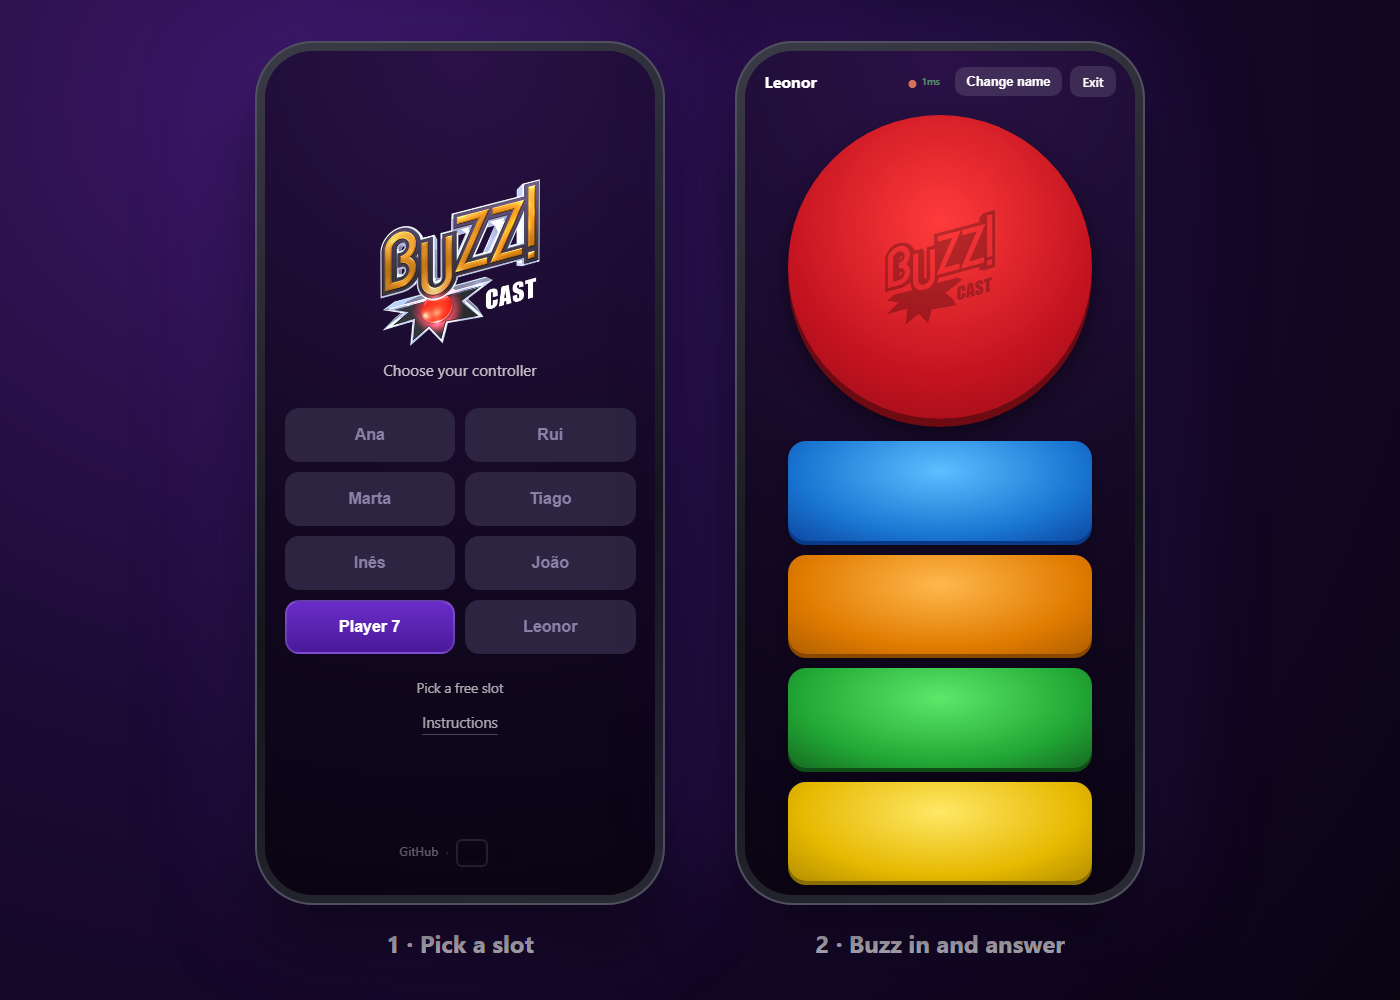 BUZZ!
CAST
Choose your controller
Ana
Rui
Marta
Tiago
Inês
João
Player 7
Leonor
Pick a free slot
Instructions
GitHub ·
1 · Pick a slot
Leonor
1ms
Change name
Exit
BUZZ!
CAST
2 · Buzz in and answer